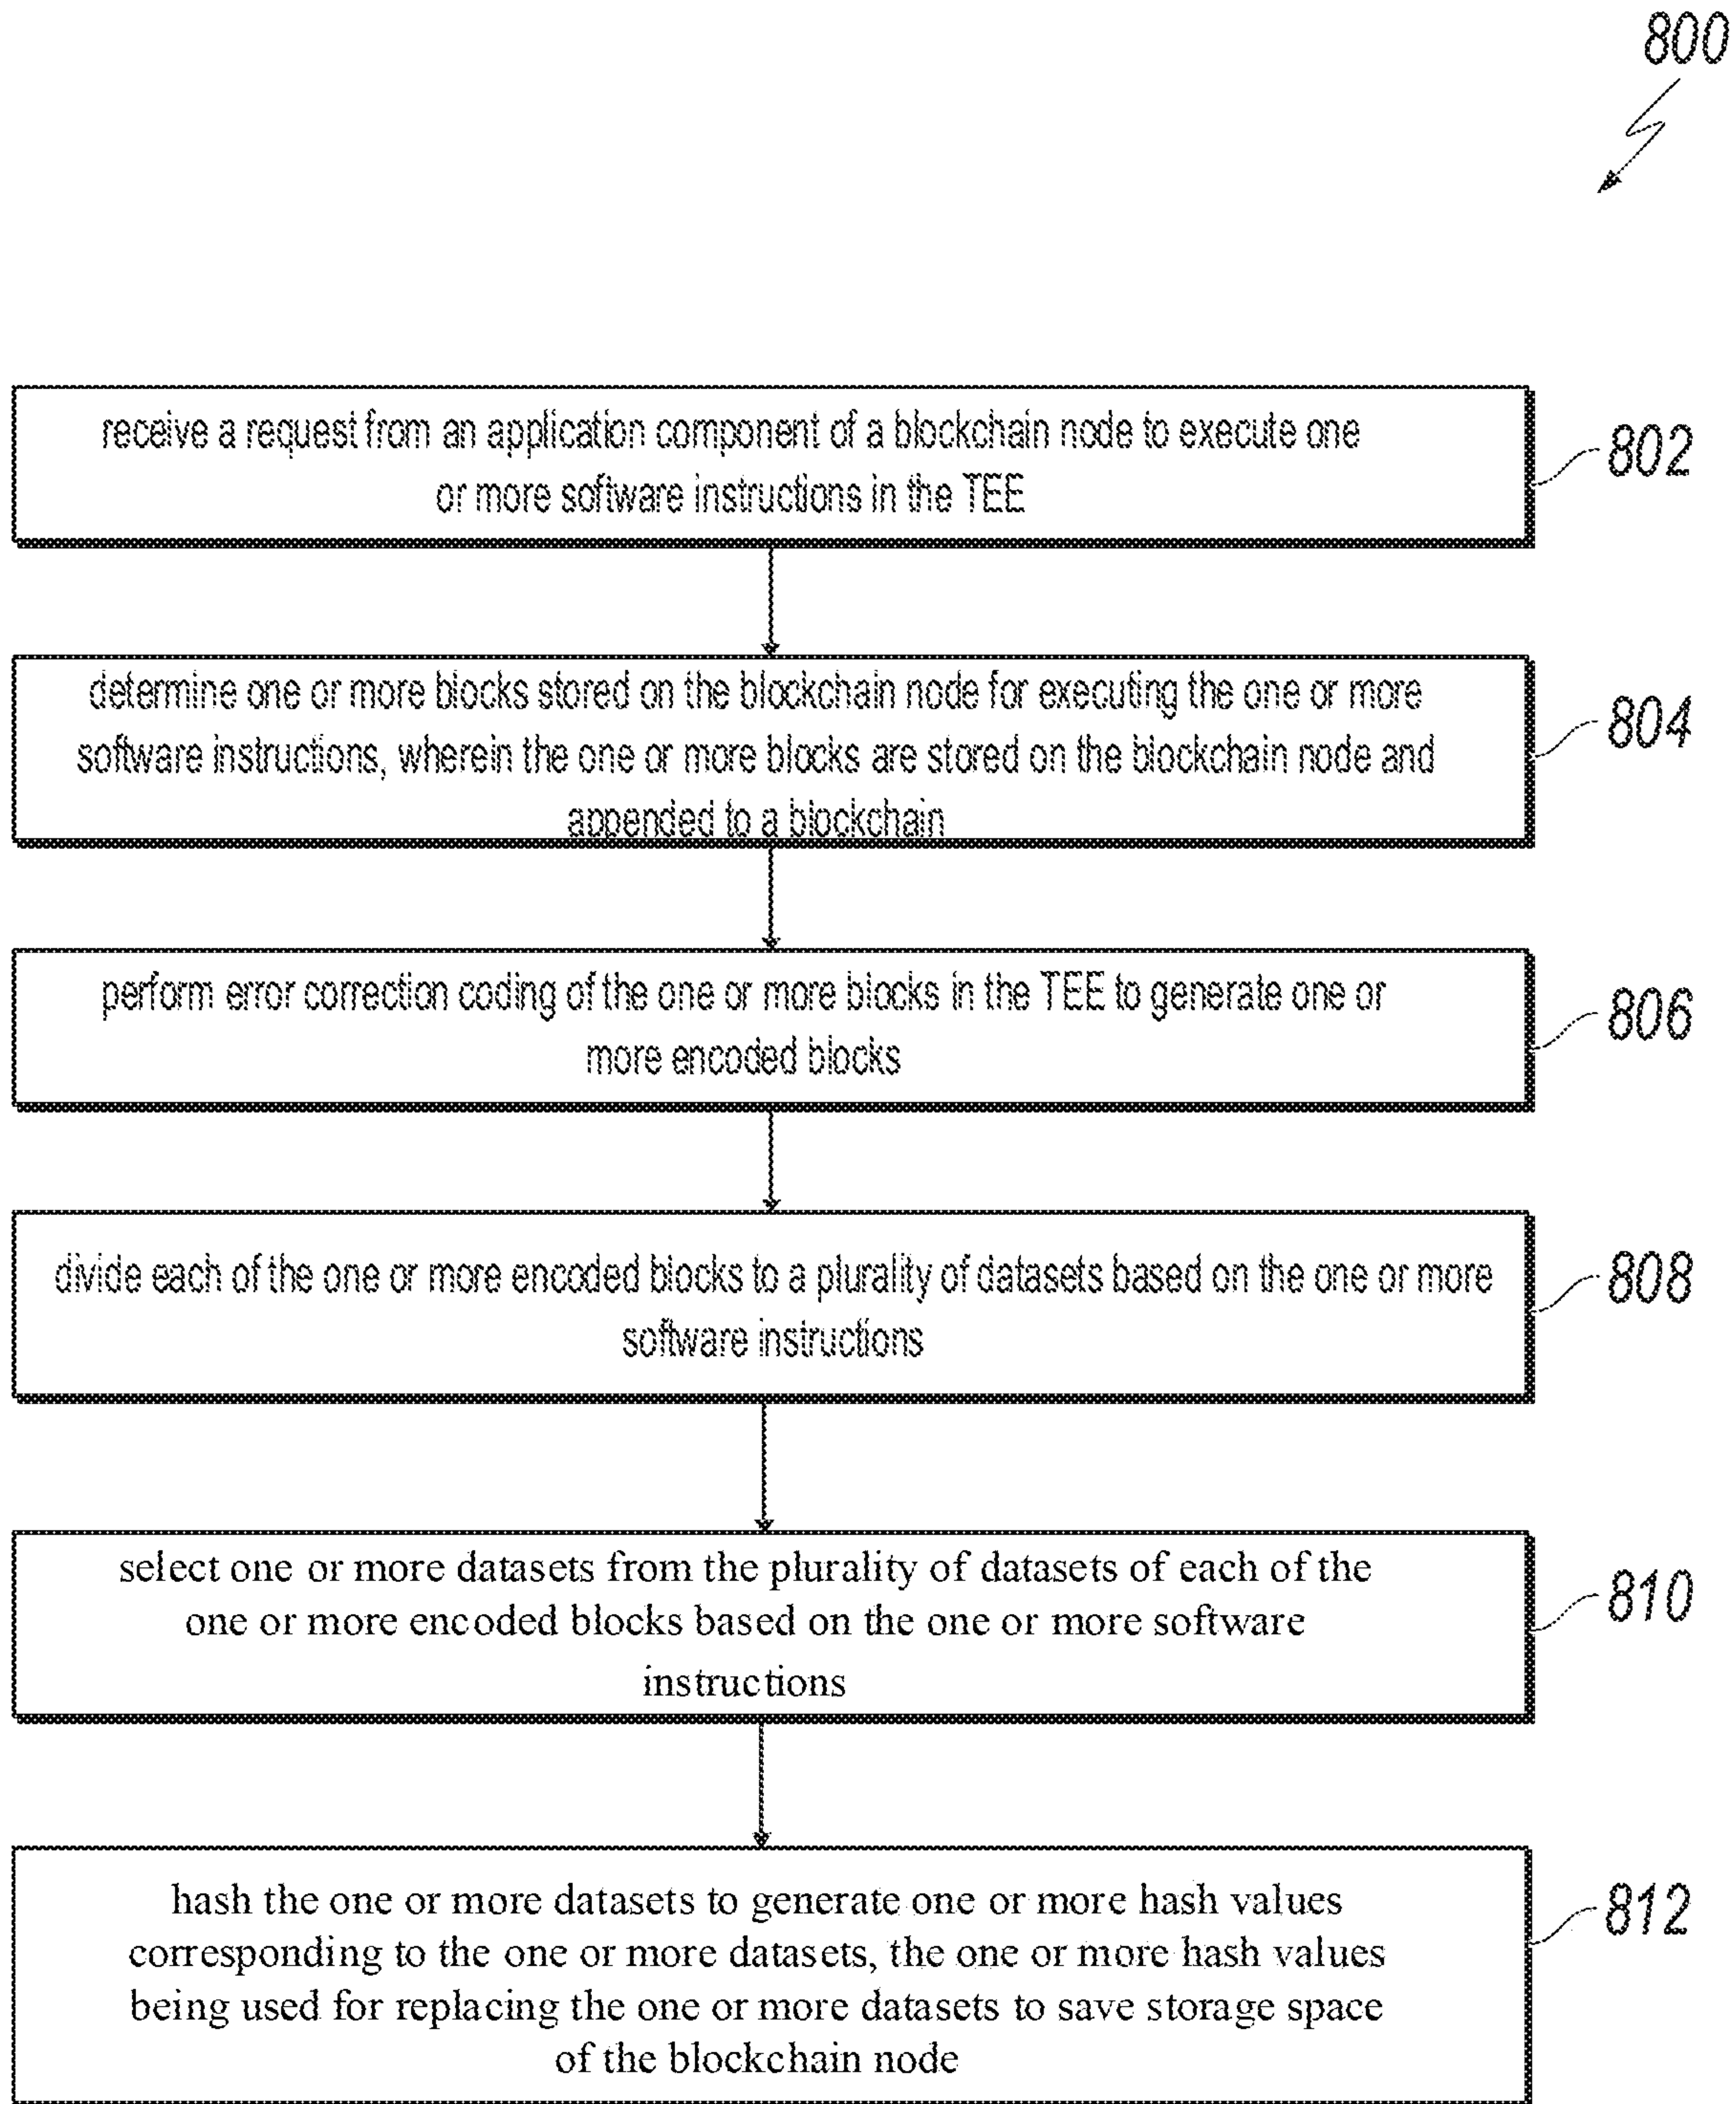 800
receive a request from an application component of a blockchain node to execute one
or more software instructions in the TEE
802
determine one or more blocks stored on the blockchain node for executing the one or more
software instructions, wherein the one or more blocks are stored on the blockchain node and
appended to a blockchain
804
perform error correction coding of the one or more blocks in the TEE to generate one or
more encoded blocks
806
divide each of the one or more encoded blocks to a plurality of datasets based on the one or more
software instructions
808
select one or more datasets from the plurality of datasets of each of the
one or more encoded blocks based on the one or more software
instructions
810
hash the one or more datasets to generate one or more hash values
corresponding to the one or more datasets, the one or more hash values
being used for replacing the one or more datasets to save storage space
of the blockchain node
812